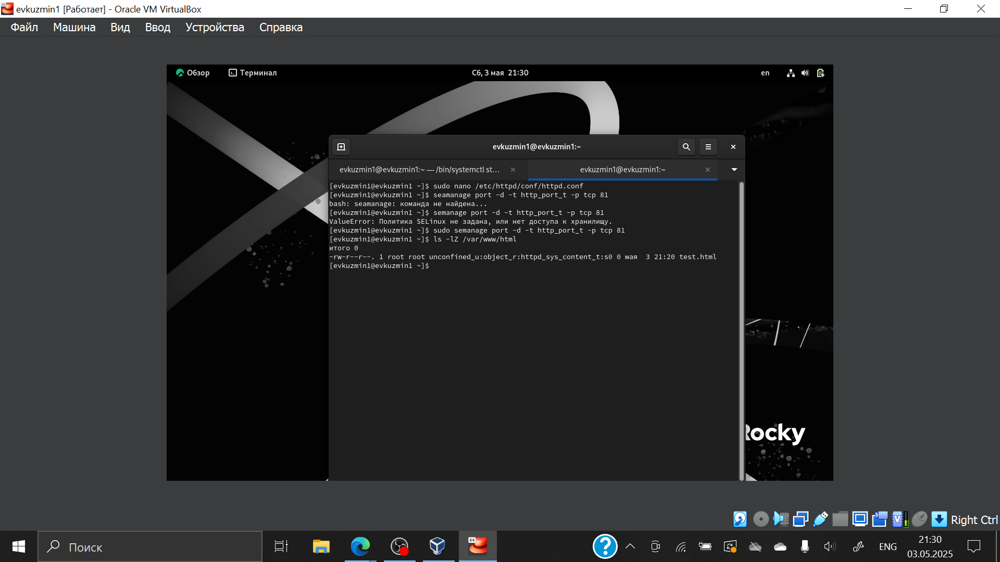 evkuzmin1 [Работает] - Oracle VM VirtualBox
Файл Машина Вид Ввод Устройства Справка
Обзор Терминал Сб, 3 мая 21:30 en
evkuzmin1@evkuzmin1:~
evkuzmin1@evkuzmin1:~ — /bin/systemctl st... evkuzmin1@evkuzmin1:~
[evkuzmin1@evkuzmin1 ~]$ sudo nano /etc/httpd/conf/httpd.conf
[evkuzmin1@evkuzmin1 ~]$ seamanage port -d -t http_port_t -p tcp 81
bash: seamanage: команда не найдена...
[evkuzmin1@evkuzmin1 ~]$ semanage port -d -t http_port_t -p tcp 81
ValueError: Политика SELinux не задана, или нет доступа к хранилищу.
[evkuzmin1@evkuzmin1 ~]$ sudo semanage port -d -t http_port_t -p tcp 81
[evkuzmin1@evkuzmin1 ~]$ ls -lZ /var/www/html
итого 0
-rw-r--r--. 1 root root unconfined_u:object_r:httpd_sys_content_t:s0 0 мая  3 21:20 test.html
[evkuzmin1@evkuzmin1 ~]$
Rocky
Right Ctrl
Поиск
64
ENG
21:30
03.05.2025